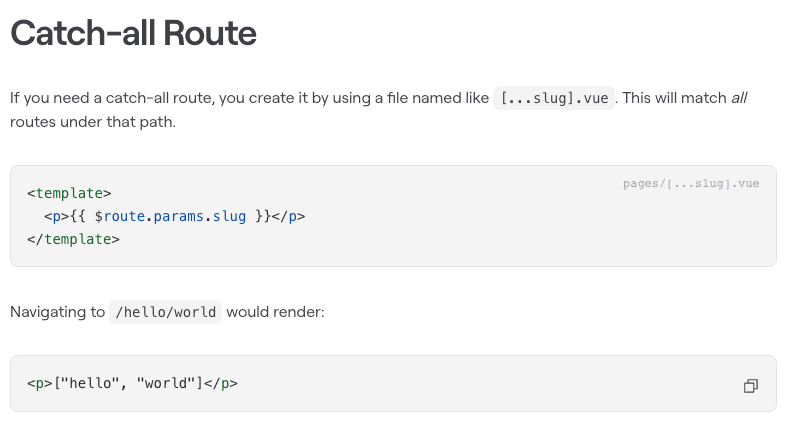 Catch-all Route
If you need a catch-all route, you create it by using a file named like [...slug].vue. This will match all
routes under that path.
pages/[...slug].vue
<template>
  <p>{{ $route.params.slug }}</p>
</template>
Navigating to /hello/world would render:
<p>["hello", "world"]</p>